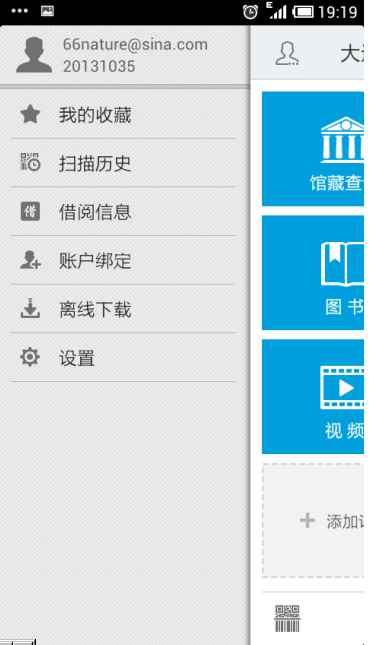 19:19
66nature@sina.com
20131035
我的收藏
扫描历史
借 借阅信息
账户绑定
离线下载
设置
馆藏查
图 书
视 频
添加